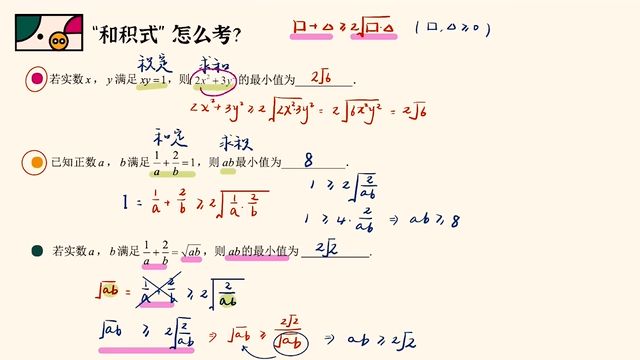 “和积式”怎么考？
□+△≥2√□·△ (□,△≥0)
积定 求和
若实数x，y满足xy=1，则2x²+3y²的最小值为 2√6 .
2x²+3y²≥2√2x²·3y²=2√6x²y²=2√6
和定 求积
已知正数a，b满足1/a+2/b=1，则ab最小值为 8 .
1≥2√2/ab
1=1/a+2/b≥2√1/a·2/b
1≥4·2/ab ⇒ ab≥8
若实数a，b满足1/a+2/b=√ab，则ab的最小值为 2√2 .
√ab=1/a+2/b≥2√2/ab
√ab≥2√2/ab ⇒ √ab≥2√2/√ab ⇒ ab≥2√2